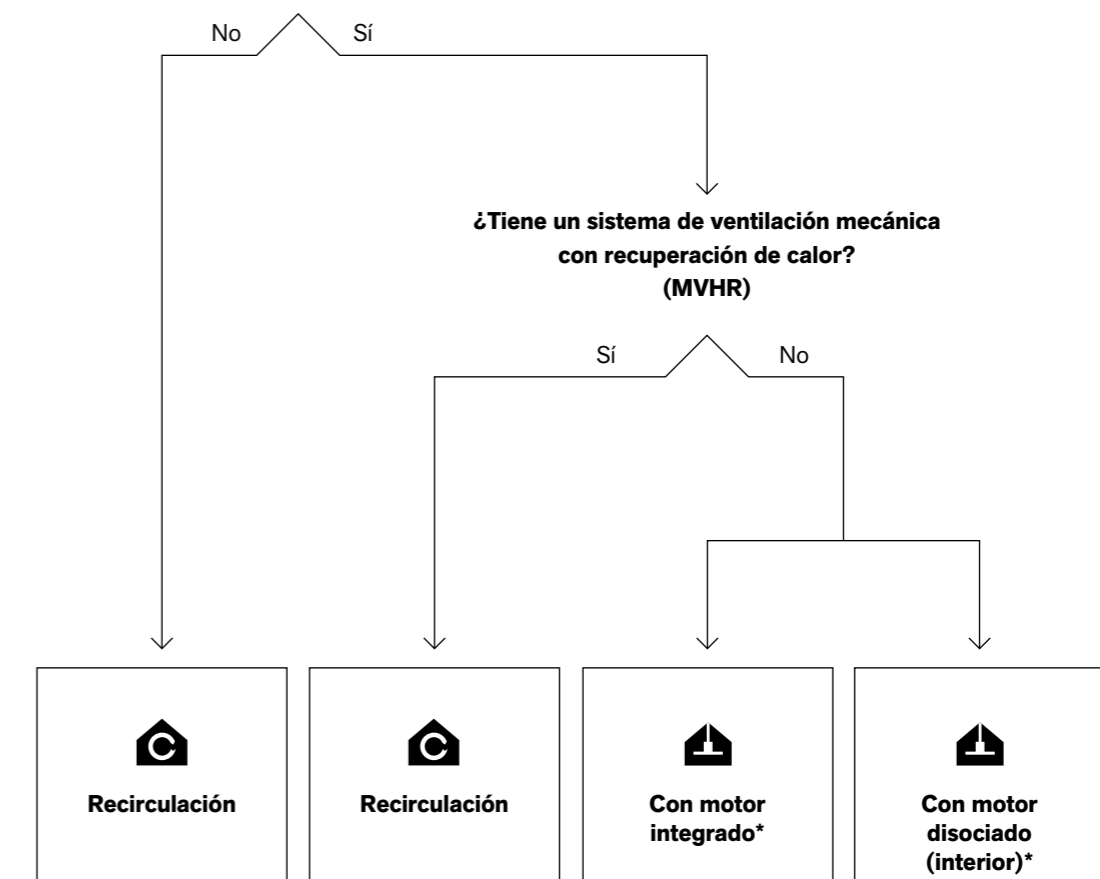 No
Sí
¿Tiene un sistema de ventilación mecánica
con recuperación de calor?
(MVHR)
Sí
No
Recirculación
Recirculación
Con motor
integrado*
Con motor
disociado
(interior)*